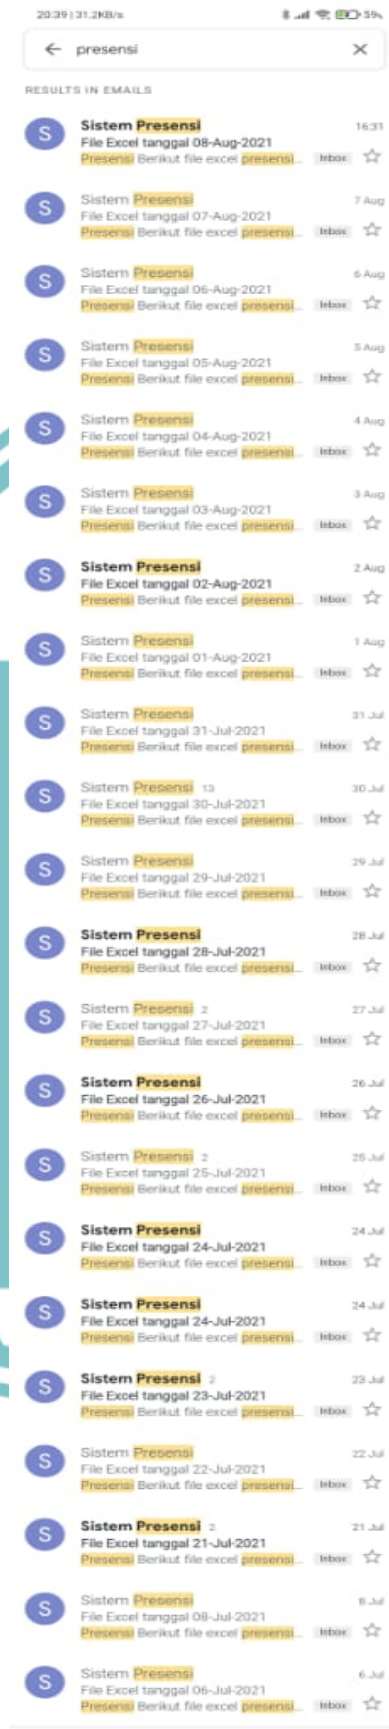 20:39 | 31.2KB/s 59%
presensi
RESULTS IN EMAILS
S Sistem Presensi 16:31
File Excel tanggal 08-Aug-2021
Presensi Berikut file excel presensi... Inbox
S Sistem Presensi 7 Aug
File Excel tanggal 07-Aug-2021
Presensi Berikut file excel presensi... Inbox
S Sistem Presensi 6 Aug
File Excel tanggal 06-Aug-2021
Presensi Berikut file excel presensi... Inbox
S Sistem Presensi 5 Aug
File Excel tanggal 05-Aug-2021
Presensi Berikut file excel presensi... Inbox
S Sistem Presensi 4 Aug
File Excel tanggal 04-Aug-2021
Presensi Berikut file excel presensi... Inbox
S Sistem Presensi 3 Aug
File Excel tanggal 03-Aug-2021
Presensi Berikut file excel presensi... Inbox
S Sistem Presensi 2 Aug
File Excel tanggal 02-Aug-2021
Presensi Berikut file excel presensi... Inbox
S Sistem Presensi 1 Aug
File Excel tanggal 01-Aug-2021
Presensi Berikut file excel presensi... Inbox
S Sistem Presensi 31 Jul
File Excel tanggal 31-Jul-2021
Presensi Berikut file excel presensi... Inbox
S Sistem Presensi 13 30 Jul
File Excel tanggal 30-Jul-2021
Presensi Berikut file excel presensi... Inbox
S Sistem Presensi 29 Jul
File Excel tanggal 29-Jul-2021
Presensi Berikut file excel presensi... Inbox
S Sistem Presensi 28 Jul
File Excel tanggal 28-Jul-2021
Presensi Berikut file excel presensi... Inbox
S Sistem Presensi 2 27 Jul
File Excel tanggal 27-Jul-2021
Presensi Berikut file excel presensi... Inbox
S Sistem Presensi 26 Jul
File Excel tanggal 26-Jul-2021
Presensi Berikut file excel presensi... Inbox
S Sistem Presensi 2 25 Jul
File Excel tanggal 25-Jul-2021
Presensi Berikut file excel presensi... Inbox
S Sistem Presensi 24 Jul
File Excel tanggal 24-Jul-2021
Presensi Berikut file excel presensi... Inbox
S Sistem Presensi 24 Jul
File Excel tanggal 24-Jul-2021
Presensi Berikut file excel presensi... Inbox
S Sistem Presensi 2 23 Jul
File Excel tanggal 23-Jul-2021
Presensi Berikut file excel presensi... Inbox
S Sistem Presensi 22 Jul
File Excel tanggal 22-Jul-2021
Presensi Berikut file excel presensi... Inbox
S Sistem Presensi 2 21 Jul
File Excel tanggal 21-Jul-2021
Presensi Berikut file excel presensi... Inbox
S Sistem Presensi 8 Jul
File Excel tanggal 08-Jul-2021
Presensi Berikut file excel presensi... Inbox
S Sistem Presensi 6 Jul
File Excel tanggal 06-Jul-2021
Presensi Berikut file excel presensi... Inbox